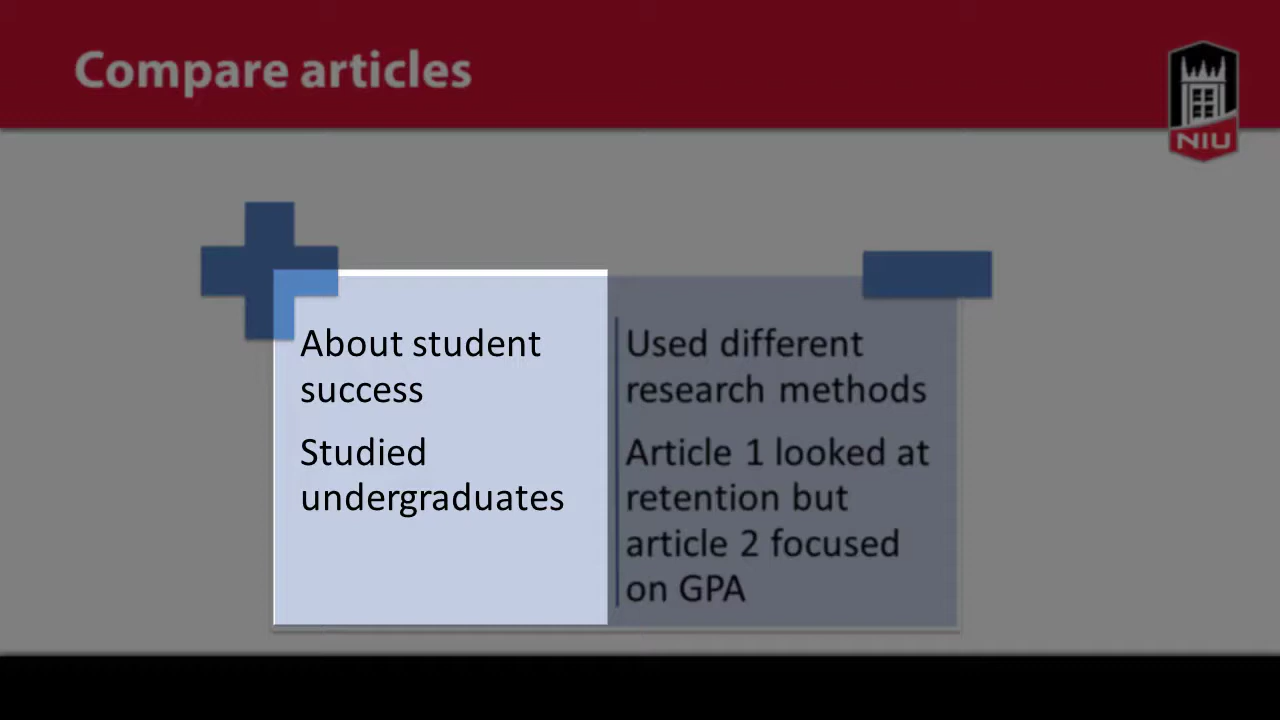 Compare articles
NIU
About student
success
Studied
undergraduates
Used different
research methods
Article 1 looked at
retention but
article 2 focused
on GPA